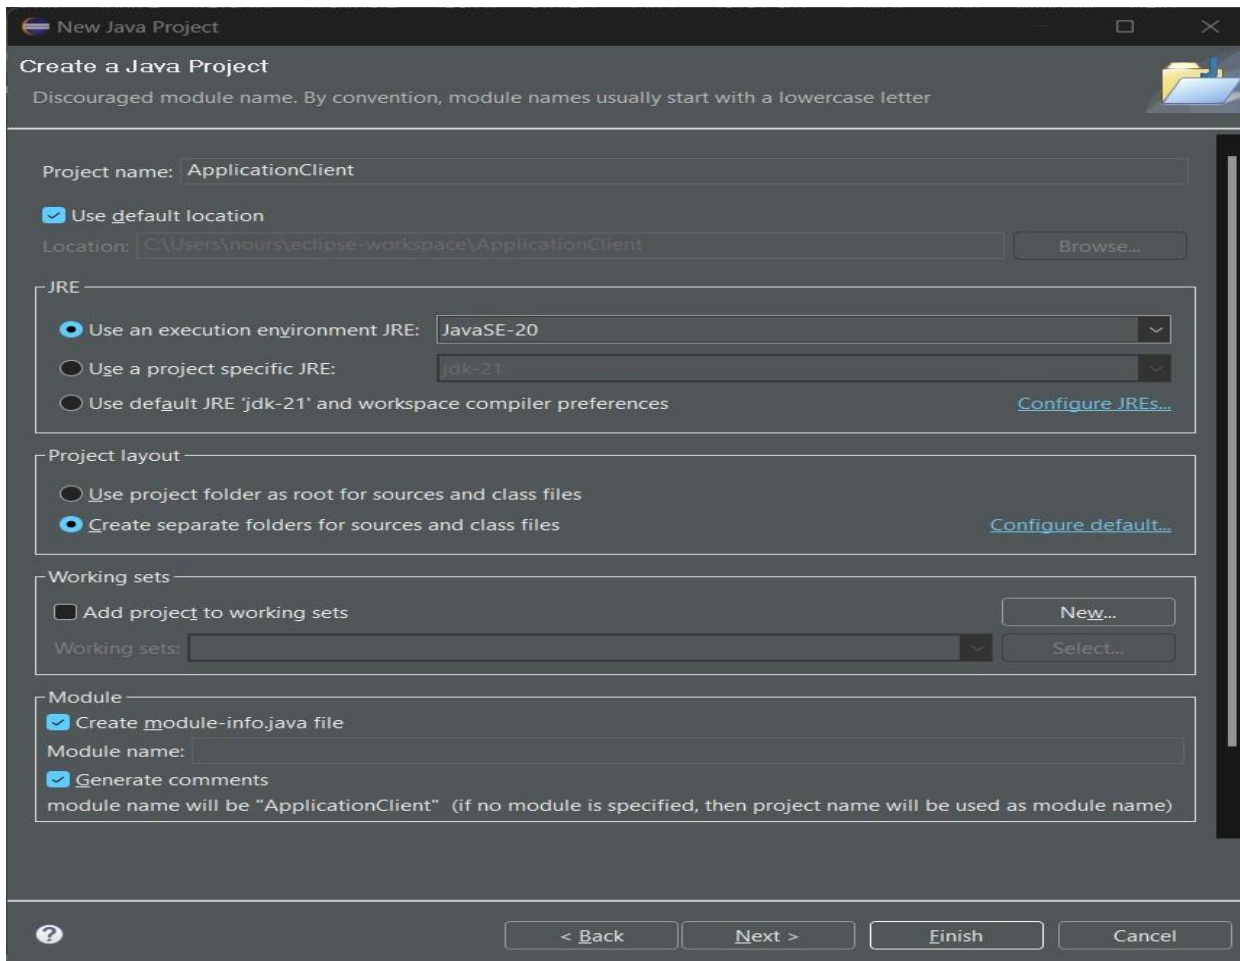 New Java Project
Create a Java Project
Discouraged module name. By convention, module names usually start with a lowercase letter
Project name: ApplicationClient
Use default location
Location: C:\Users\nours\eclipse-workspace\ApplicationClient Browse...
JRE
Use an execution environment JRE: JavaSE-20
Use a project specific JRE: jdk-21
Use default JRE 'jdk-21' and workspace compiler preferences Configure JREs...
Project layout
Use project folder as root for sources and class files
Create separate folders for sources and class files Configure default...
Working sets
Add project to working sets New...
Working sets: Select...
Module
Create module-info.java file
Module name:
Generate comments
module name will be "ApplicationClient" (if no module is specified, then project name will be used as module name)
? < Back Next > Finish Cancel